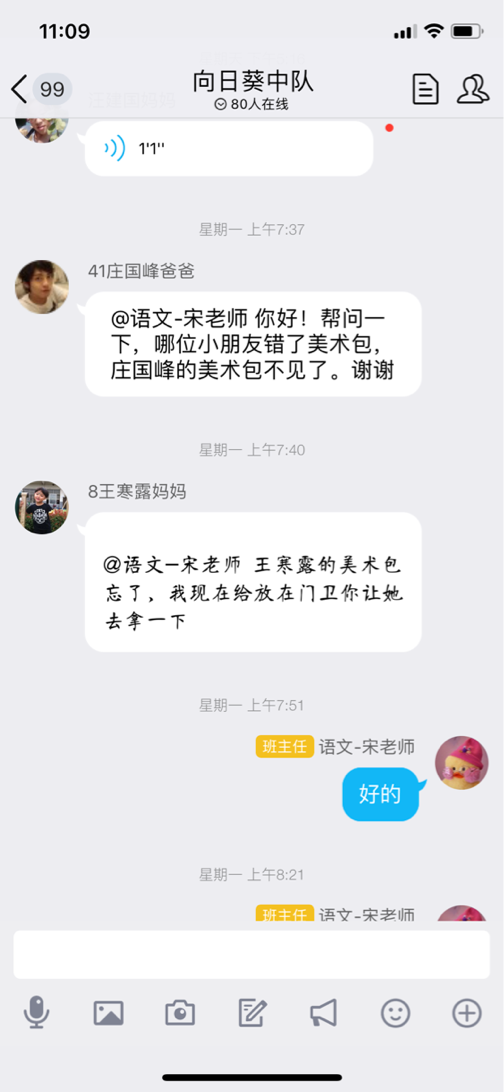 11:09
99
向日葵中队
80人在线
1'1''
星期一 上午7:37
41庄国峰爸爸
@语文-宋老师 你好！帮问一
下，哪位小朋友错了美术包，
庄国峰的美术包不见了。谢谢
星期一 上午7:40
8王寒露妈妈
@语文-宋老师 王寒露的美术包
忘了，我现在给放在门卫你让她
去拿一下
星期一 上午7:51
班主任 语文-宋老师
好的
星期一 上午8:21
班主任 语文-宋老师